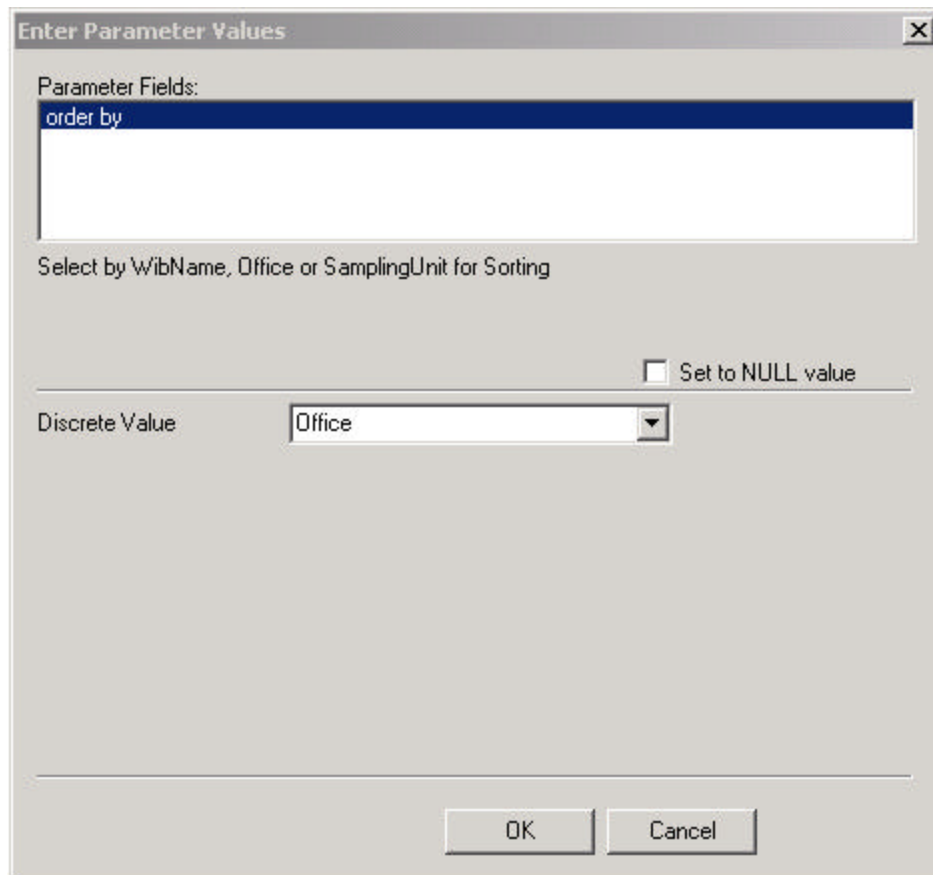 Enter Parameter Values
Parameter Fields:
order by
Select by WibName, Office or SamplingUnit for Sorting
Set to NULL value
Discrete Value Office
OK Cancel